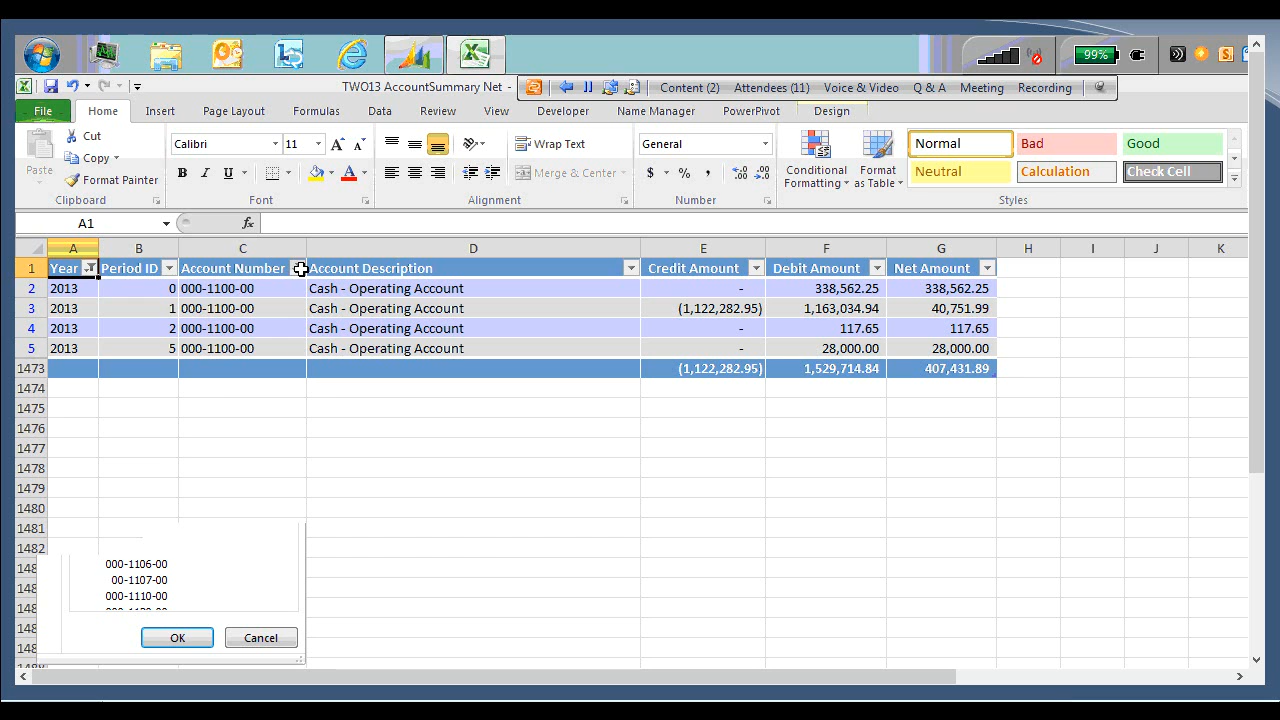 99%
TWO13 AccountSummary Net -
Content (2) Attendees (11) Voice & Video Q & A Meeting Recording
File Home Insert Page Layout Formulas Data Review View Developer Name Manager PowerPivot Design
Cut
Copy
Format Painter
Paste
Clipboard
Calibri 11
B I U
Font
Wrap Text
Merge & Center
Alignment
General
$ % ,
Number
Conditional Formatting
Format as Table
Normal Bad Good
Neutral Calculation Check Cell
Styles
A1 fx
A B C D E F G H I J K
1 Year Period ID Account Number Account Description Credit Amount Debit Amount Net Amount
2 2013 0 000-1100-00 Cash - Operating Account - 338,562.25 338,562.25
3 2013 1 000-1100-00 Cash - Operating Account (1,122,282.95) 1,163,034.94 40,751.99
4 2013 2 000-1100-00 Cash - Operating Account - 117.65 117.65
5 2013 5 000-1100-00 Cash - Operating Account - 28,000.00 28,000.00
1473 (1,122,282.95) 1,529,714.84 407,431.89
1474
1475
1476
1477
1478
1479
1480
1481
1482
000-1106-00
00-1107-00
000-1110-00
OK Cancel